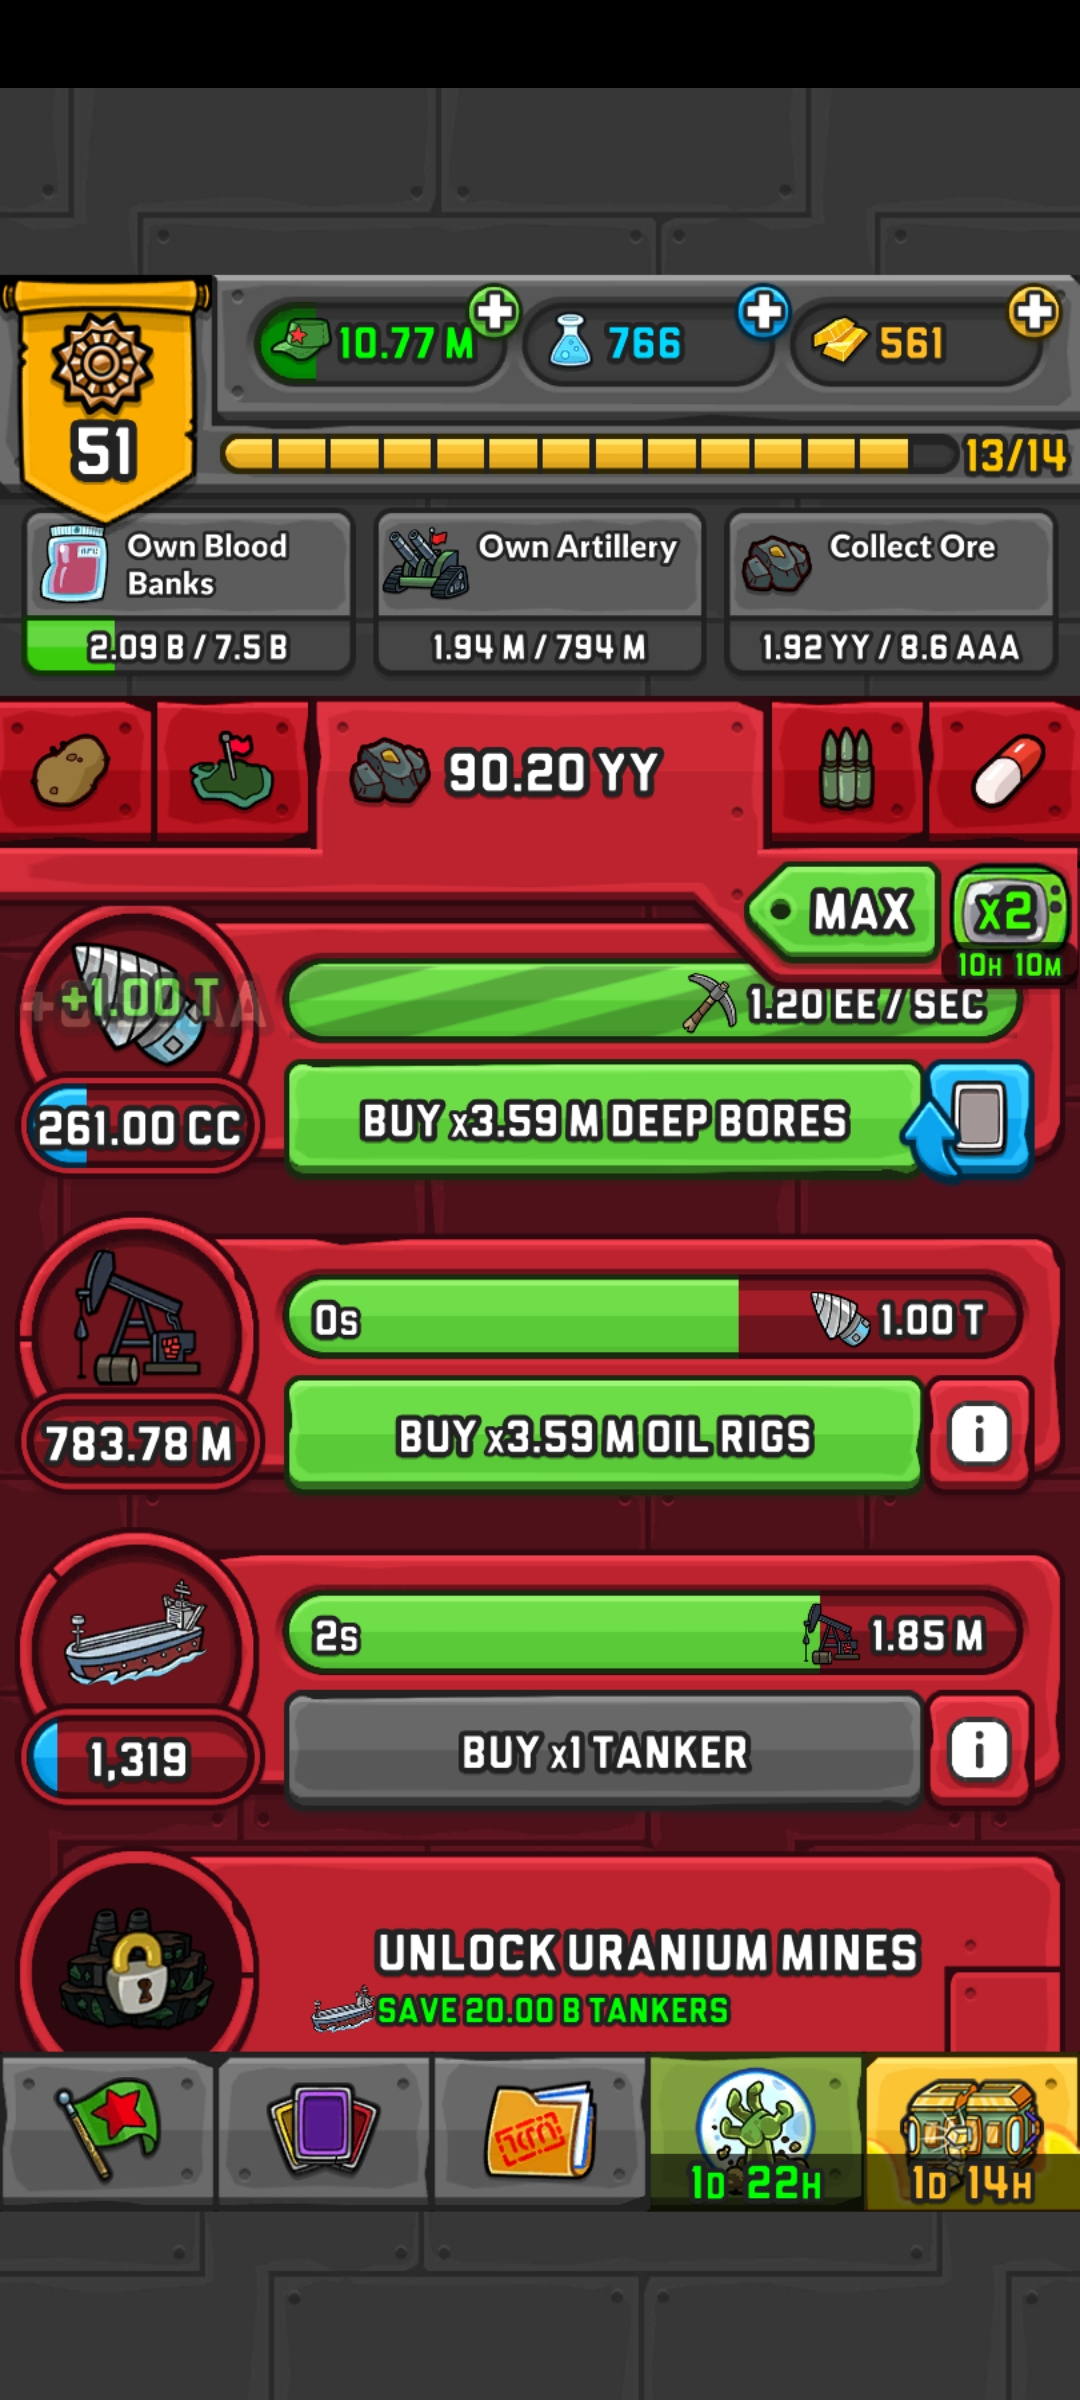 10.77 M
766
561
51
13/14
Own Blood
Banks
2.09 B / 7.5 B
Own Artillery
1.94 M / 794 M
Collect Ore
1.92 YY / 8.6 AAA
90.20 YY
MAX
x2
10H 10M
+1.00 T
1.20 EE / SEC
261.00 CC
BUY x3.59 M DEEP BORES
0s
1.00 T
783.78 M
BUY x3.59 M OIL RIGS
i
2s
1.85 M
1,319
BUY x1 TANKER
i
UNLOCK URANIUM MINES
SAVE 20.00 B TANKERS
1D 22H
1D 14H